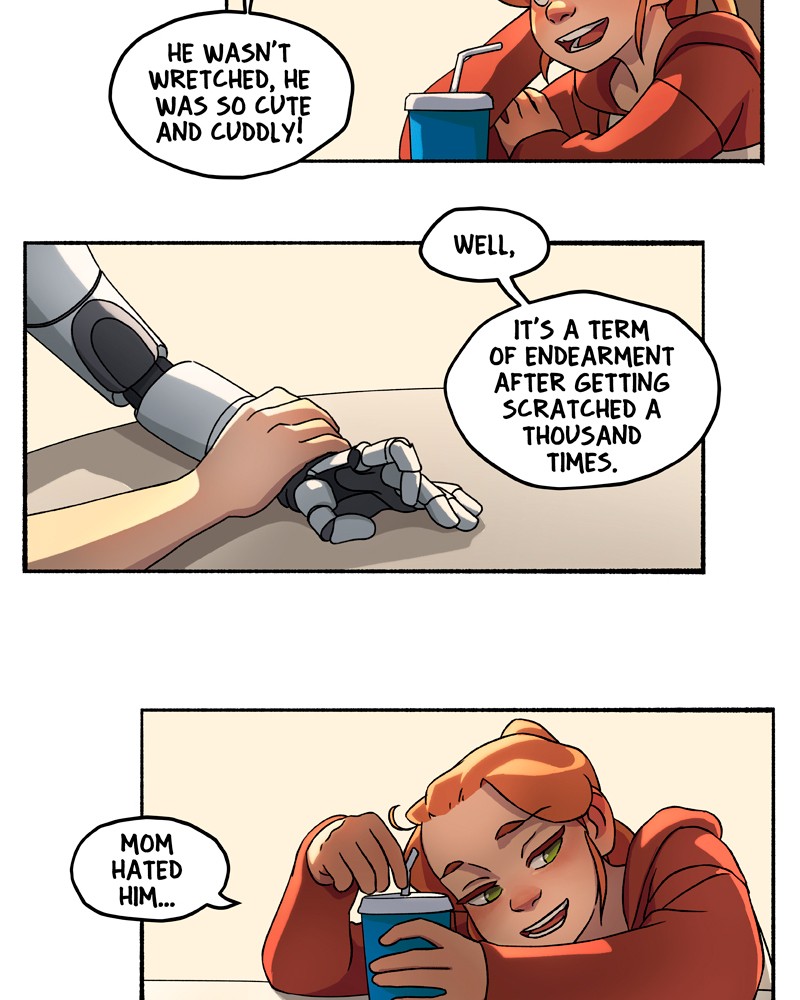 HE WASN'T
WRETCHED, HE
WAS SO CUTE
AND CUDDLY!
WELL,
IT'S A TERM
OF ENDEARMENT
AFTER GETTING
SCRATCHED A
THOUSAND
TIMES.
MOM
HATED
HIM...